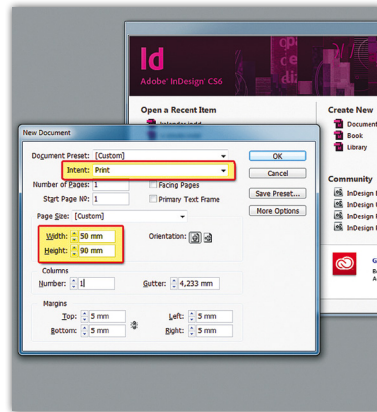 Id
Adobe® InDesign® CS6
Open a Recent Item
Create New
Document
Book
Library
Community
InDesign
InDesign
InDesign
InDesign
New Document
Document Preset: [Custom]
OK
Intent: Print
Cancel
Number of Pages: 1
Facing Pages
Save Preset...
Start Page Nº: 1
Primary Text Frame
More Options
Page Size: [Custom]
Width: 50 mm
Orientation:
Height: 90 mm
Columns
Number: 1
Gutter: 4,233 mm
Margins
Top: 5 mm
Left: 5 mm
Bottom: 5 mm
Right: 5 mm